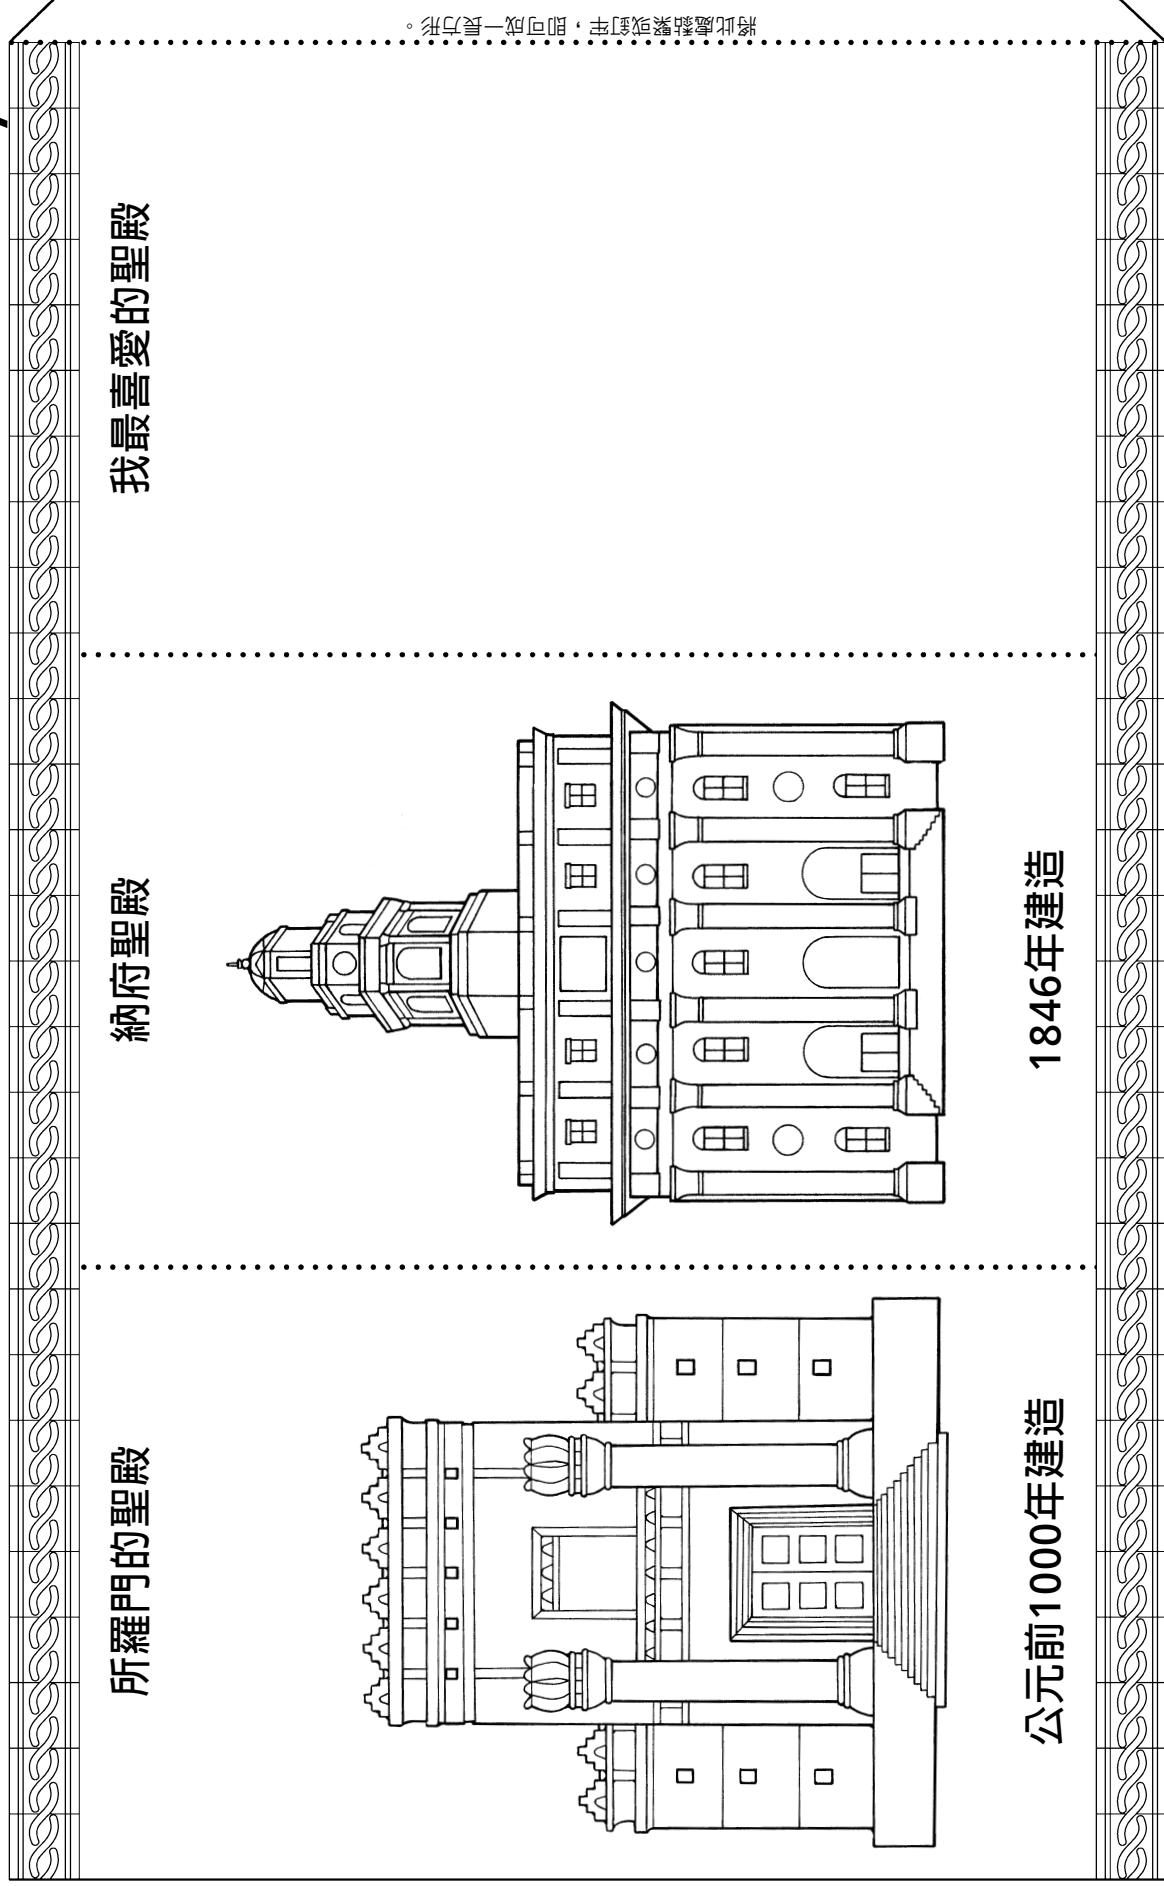 將此處黏緊或釘牢，即可成一長方形。
所羅門的聖殿
公元前1000年建造
納府聖殿
1846年建造
我最喜愛的聖殿